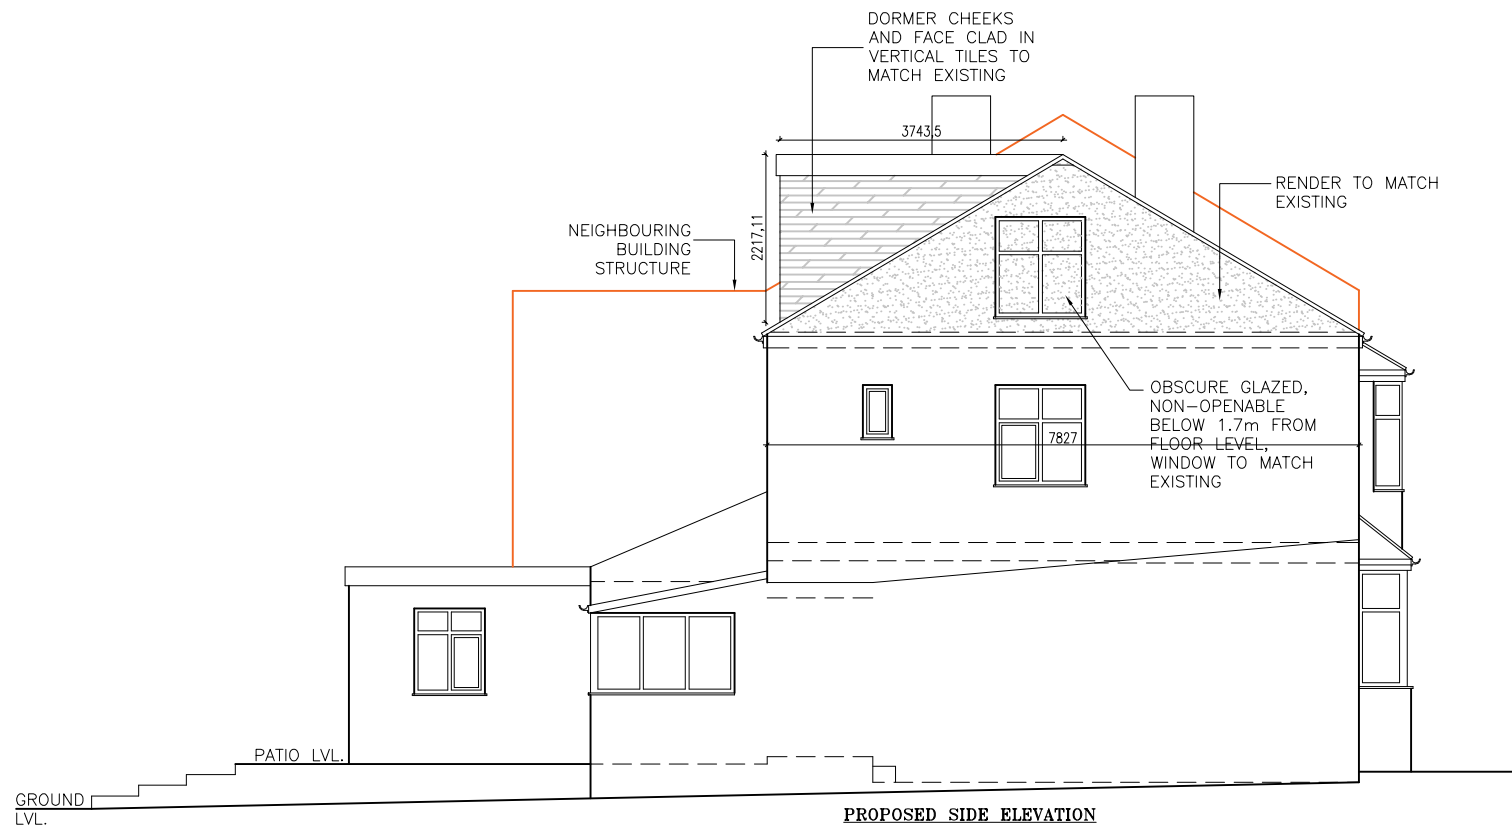 DORMER CHEEKS
AND FACE CLAD IN
VERTICAL TILES TO
MATCH EXISTING
3743,5
RENDER TO MATCH
EXISTING
NEIGHBOURING
BUILDING
STRUCTURE
2217,11
OBSCURE GLAZED,
NON-OPENABLE
BELOW 1.7m FROM
FLOOR LEVEL,
WINDOW TO MATCH
EXISTING
7827
PATIO LVL.
GROUND
LVL.
PROPOSED SIDE ELEVATION